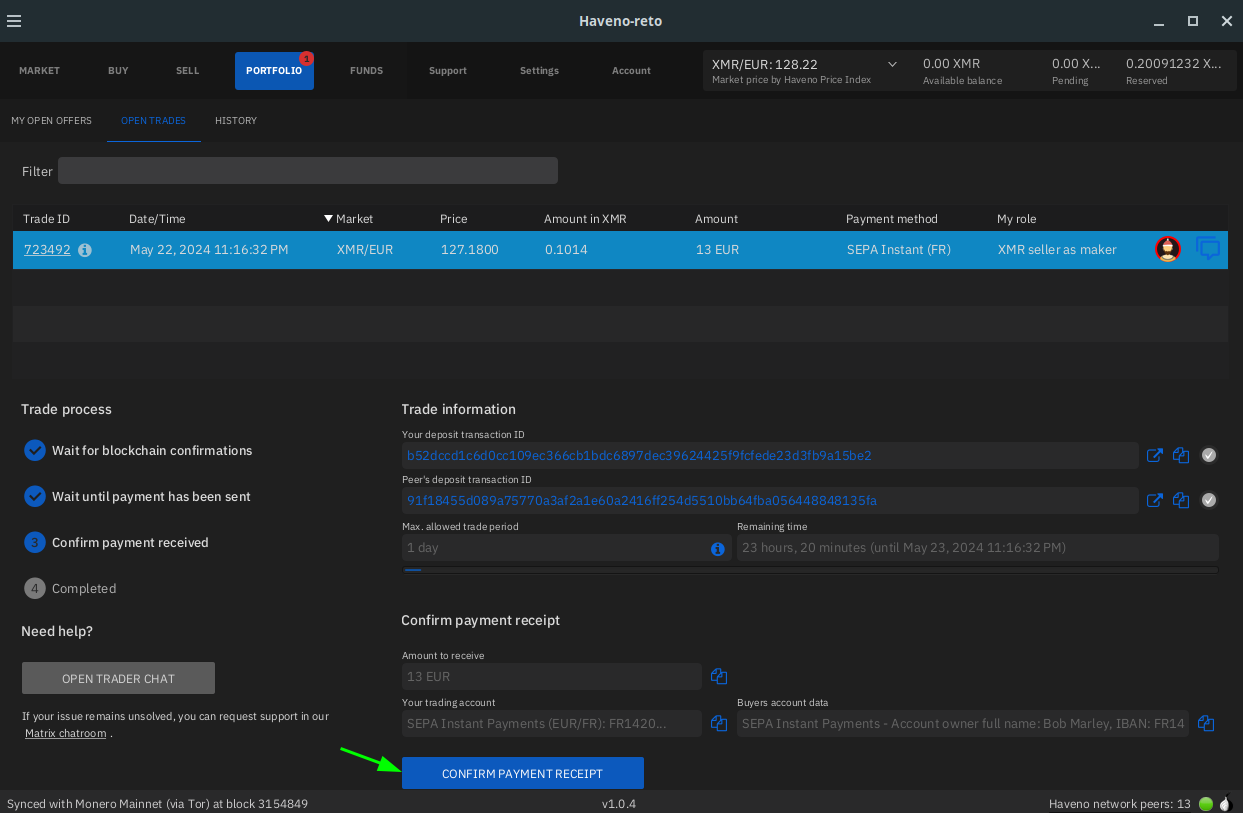 Haveno-reto
MARKET BUY SELL PORTFOLIO 1 FUNDS Support Settings Account
XMR/EUR: 128.22 0.00 XMR 0.00 X... 0.20091232 X...
Market price by Haveno Price Index Available balance Pending Reserved
MY OPEN OFFERS OPEN TRADES HISTORY
Filter
Trade ID Date/Time Market Price Amount in XMR Amount Payment method My role
723492 May 22, 2024 11:16:32 PM XMR/EUR 127.1800 0.1014 13 EUR SEPA Instant (FR) XMR seller as maker
Trade process
Wait for blockchain confirmations
Wait until payment has been sent
3 Confirm payment received
4 Completed
Need help?
OPEN TRADER CHAT
If your issue remains unsolved, you can request support in our
Matrix chatroom .
Trade information
Your deposit transaction ID
b52dccd1c6d0cc109ec366cb1bdc6897dec39624425f9fcfede23d3fb9a15be2
Peer's deposit transaction ID
91f18455d089a75770a3af2a1e60a2416ff254d5510bb64fba056448848135fa
Max. allowed trade period Remaining time
1 day 23 hours, 20 minutes (until May 23, 2024 11:16:32 PM)
Confirm payment receipt
Amount to receive
13 EUR
Your trading account Buyers account data
SEPA Instant Payments (EUR/FR): FR1420... SEPA Instant Payments - Account owner full name: Bob Marley, IBAN: FR14
CONFIRM PAYMENT RECEIPT
Synced with Monero Mainnet (via Tor) at block 3154849 v1.0.4 Haveno network peers: 13